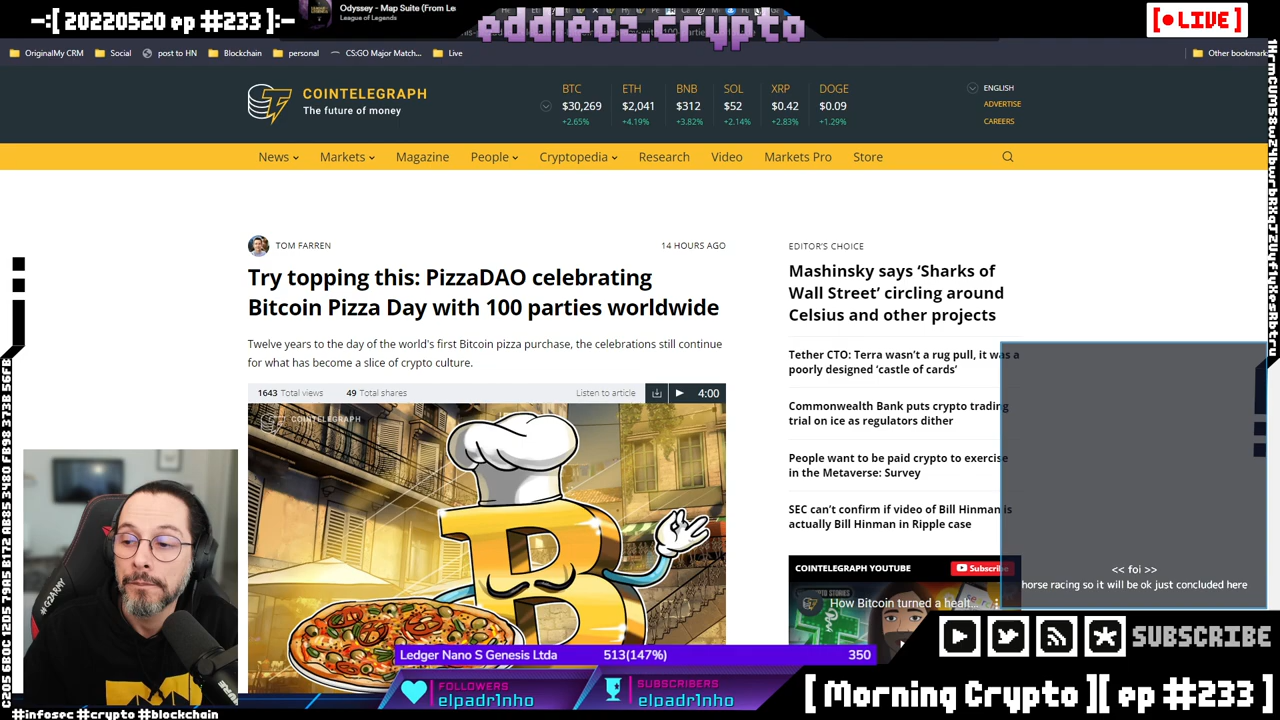 —:[ 20220520 ep #233 ]:—
Odyssey - Map Suite (From Le
League of Legends
eddieoz.crypto
[ LIVE ]
OriginalMy CRM
Social
post to HN
Blockchain
personal
CS:GO Major Match...
Live
Other bookmark
COINTELEGRAPH
The future of money
BTC ETH BNB SOL XRP DOGE
$30,269 $2,041 $312 $52 $0.42 $0.09
+2.65% +4.19% +3.82% +2.14% +2.83% +1.29%
ENGLISH
ADVERTISE
CAREERS
News Markets Magazine People Cryptopedia Research Video Markets Pro Store
TOM FARREN
14 HOURS AGO
Try topping this: PizzaDAO celebrating
Bitcoin Pizza Day with 100 parties worldwide
Twelve years to the day of the world's first Bitcoin pizza purchase, the celebrations still continue
for what has become a slice of crypto culture.
1643 Total views 49 Total shares
Listen to article
4:00
COINTELEGRAPH
B
EDITOR'S CHOICE
Mashinsky says ‘Sharks of
Wall Street’ circling around
Celsius and other projects
Tether CTO: Terra wasn’t a rug pull, it was a
poorly designed ‘castle of cards’
Commonwealth Bank puts crypto trading
trial on ice as regulators dither
People want to be paid crypto to exercise
in the Metaverse: Survey
SEC can’t confirm if video of Bill Hinman is
actually Bill Hinman in Ripple case
COINTELEGRAPH YOUTUBE
Subscribe
How Bitcoin turned a healt...
<< foi >>
horse racing so it will be ok just concluded here
#G2ARMY
Ledger Nano S Genesis Ltda 513(147%) 350
FOLLOWERS
elpadr1nho
SUBSCRIBERS
elpadr1nho
SUBSCRIBE
[ Morning Crypto ][ ep #233 ]
#infosec #crypto #blockchain